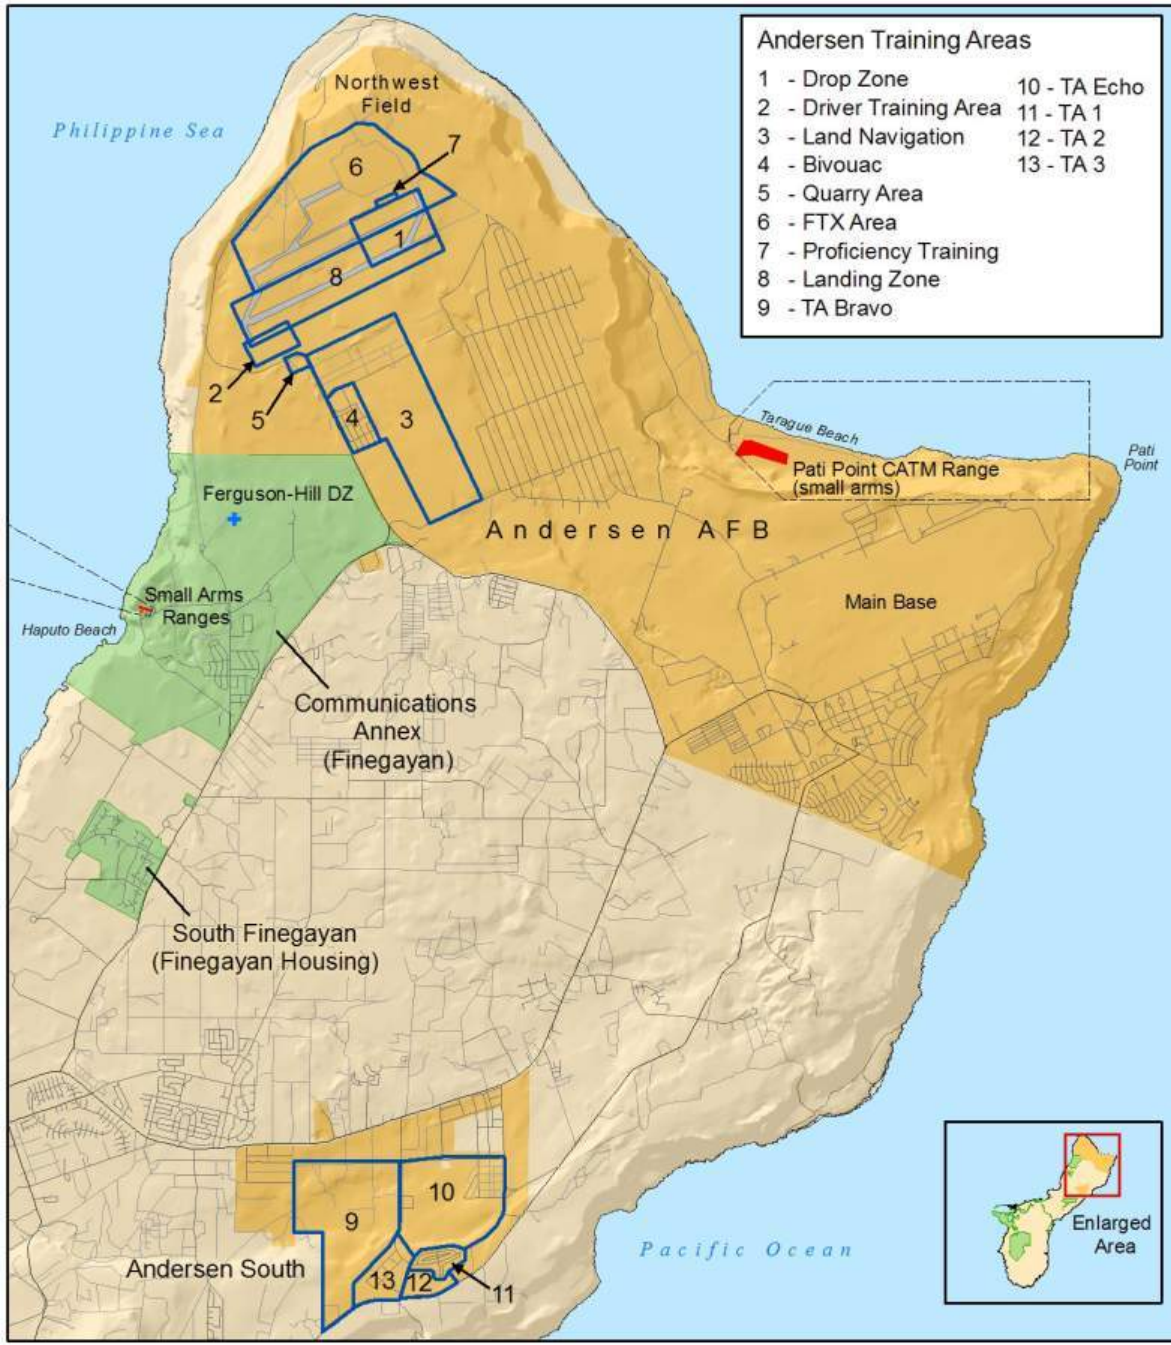 Andersen Training Areas
1 - Drop Zone
2 - Driver Training Area
3 - Land Navigation
4 - Bivouac
5 - Quarry Area
6 - FTX Area
7 - Proficiency Training
8 - Landing Zone
9 - TA Bravo
10 - TA Echo
11 - TA 1
12 - TA 2
13 - TA 3
Northwest
Field
Philippine Sea
7
6
1
8
2
5
4
3
Tarague Beach
Pati
Point
Pati Point CATM Range
(small arms)
Ferguson-Hill DZ
Andersen AFB
Small Arms
Ranges
Main Base
Haputo Beach
Communications
Annex
(Finegayan)
South Finegayan
(Finegayan Housing)
10
9
Andersen South
13
12
11
Pacific Ocean
Enlarged
Area